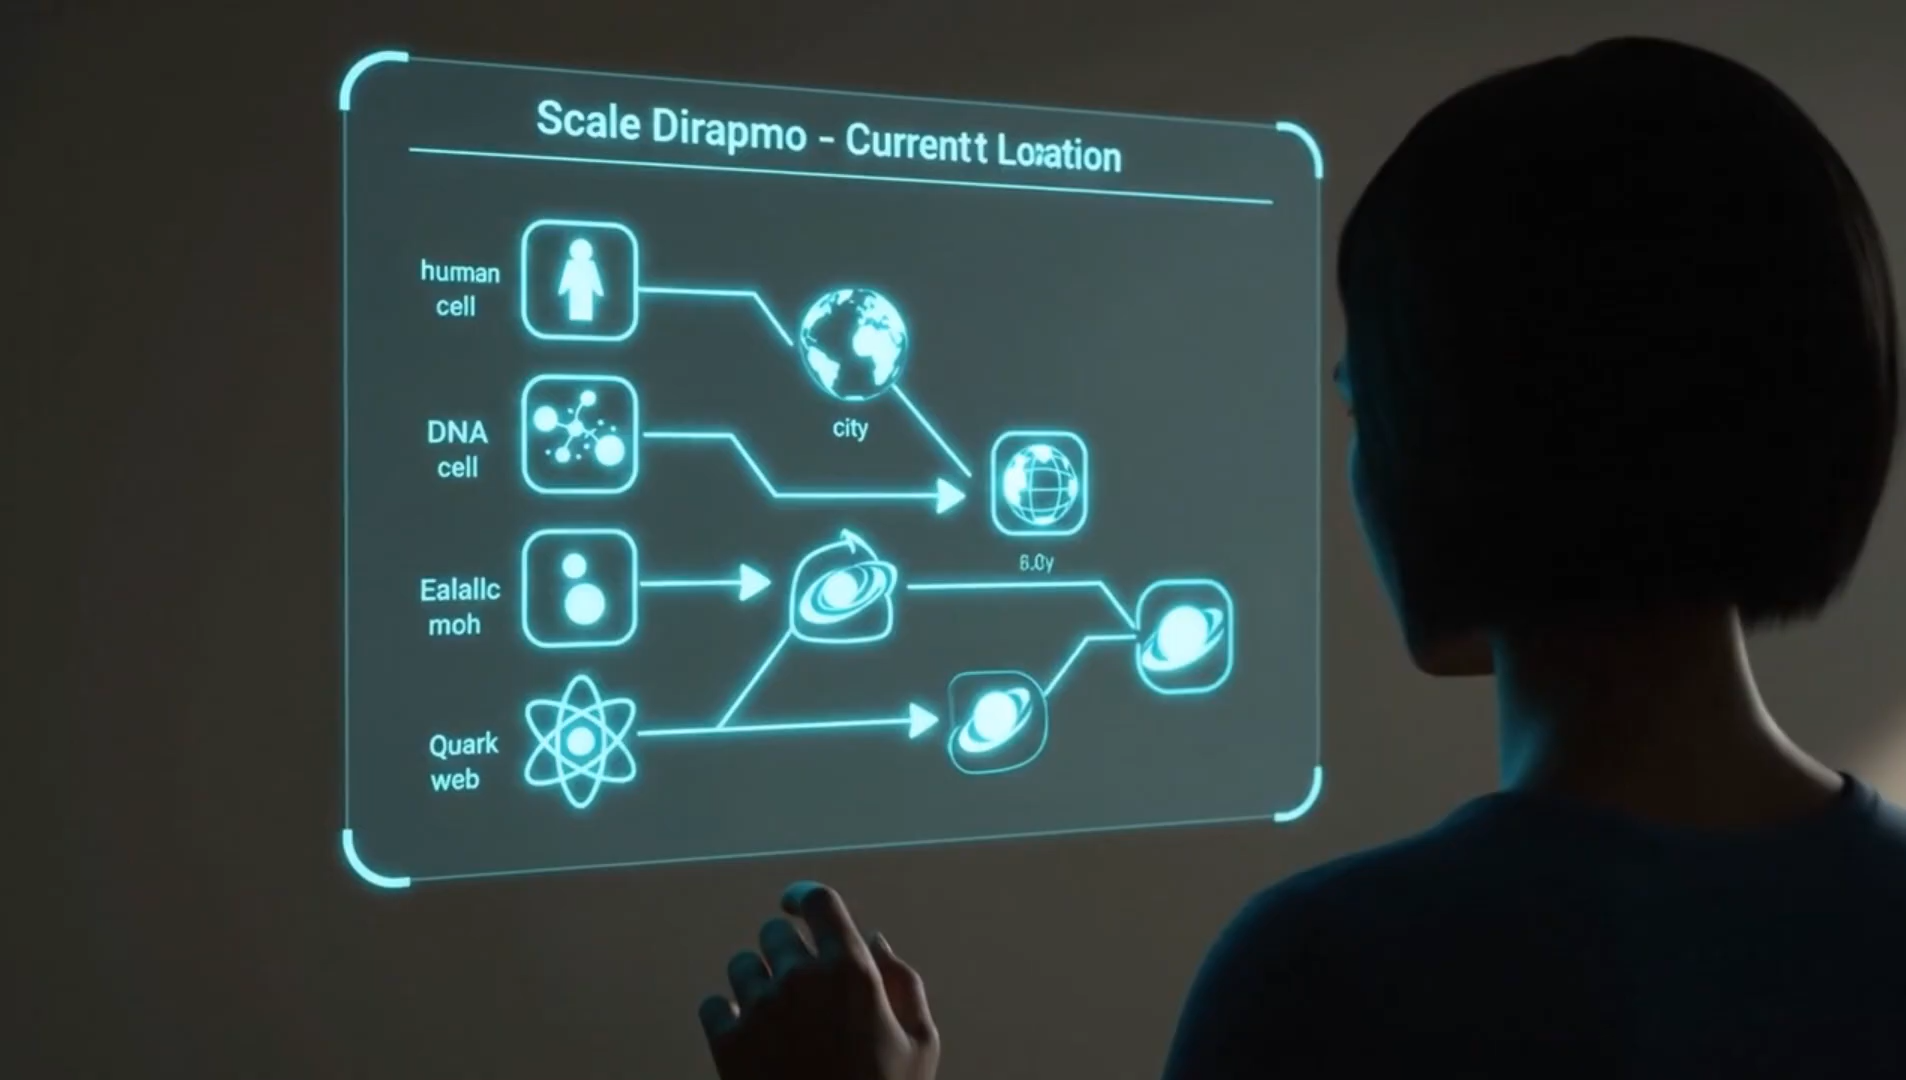 Scale Dirapmo - Currentt Loation
human
cell
city
DNA
cell
Ealallc
moh
Quark
web